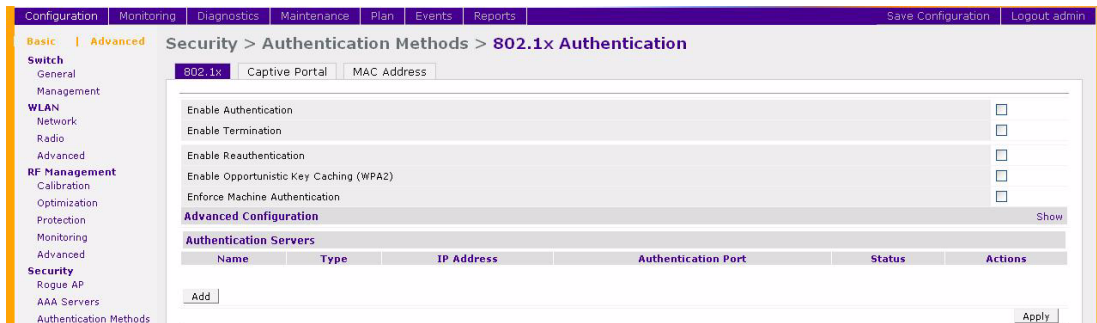 Configuration Monitoring Diagnostics Maintenance Plan Events Reports Save Configuration Logout admin
Basic | Advanced
Security > Authentication Methods > 802.1x Authentication
Switch
General
Management
WLAN
Network
Radio
Advanced
RF Management
Calibration
Optimization
Protection
Monitoring
Advanced
Security
Rogue AP
AAA Servers
Authentication Methods
802.1x Captive Portal MAC Address
Enable Authentication
Enable Termination
Enable Reauthentication
Enable Opportunistic Key Caching (WPA2)
Enforce Machine Authentication
Advanced Configuration Show
Authentication Servers
Name Type IP Address Authentication Port Status Actions
Add
Apply